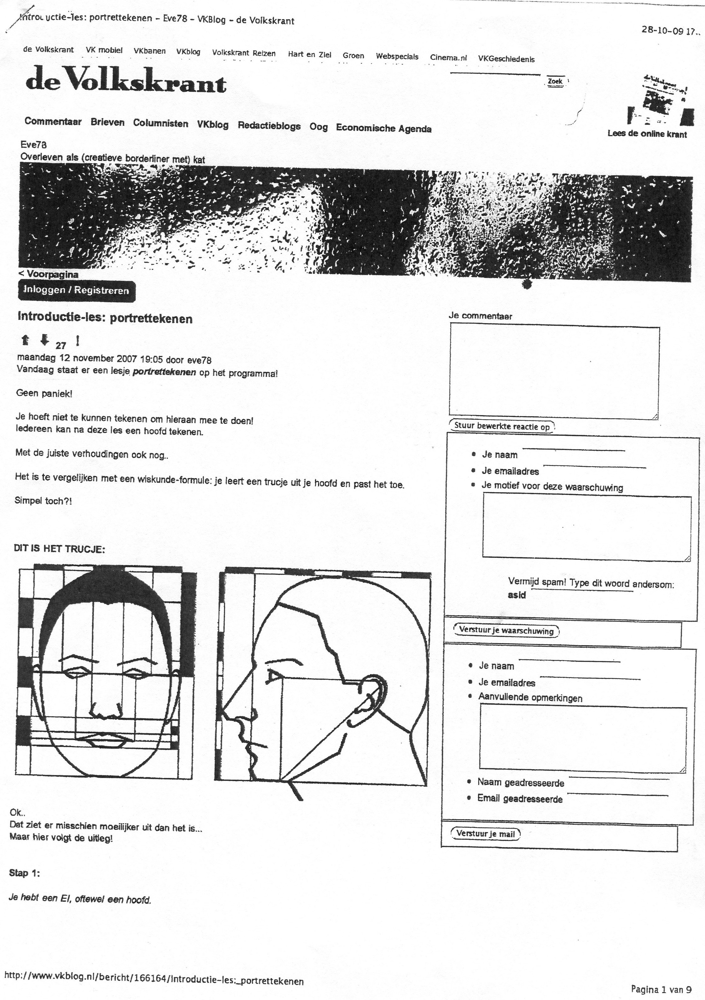 Introductie-les: portrettekenen – Eve78 – VKBlog – de Volkskrant
28-10-09 17..
de Volkskrant VK mobiel VKbanen VKblog Volkskrant Reizen Hart en Ziel Groen Webspecials Cinema.nl VKGeschiedenis
de Volkskrant
Zoek
Commentaar Brieven Columnisten VKblog Redactieblogs Oog Economische Agenda
Lees de online krant
Eve78
Overleven als (creatieve borderliner met) kat
< Voorpagina
Inloggen / Registreren
Introductie-les: portrettekenen
27 !
maandag 12 november 2007 19:05 door eve78
Vandaag staat er een lesje portrettekenen op het programma!
Geen paniek!
Je hoeft niet te kunnen tekenen om hieraan mee te doen!
Iedereen kan na deze les een hoofd tekenen.
Met de juiste verhoudingen ook nog..
Het is te vergelijken met een wiskunde-formule: je leert een trucje uit je hoofd en past het toe.
Simpel toch?!
DIT IS HET TRUCJE:
Ok..
Dat ziet er misschien moeilijker uit dan het is...
Maar hier volgt de uitleg!
Stap 1:
Je hebt een EI, oftewel een hoofd.
Je commentaar
Stuur bewerkte reactie op
• Je naam
• Je emailadres
• Je motief voor deze waarschuwing
Vermijd spam! Type dit woord andersom:
asid
Verstuur je waarschuwing
• Je naam
• Je emailadres
• Aanvullende opmerkingen
• Naam geadresseerde
• Email geadresseerde
Verstuur je mail
http://www.vkblog.nl/bericht/166164/Introductie-les:_portrettekenen
Pagina 1 van 9